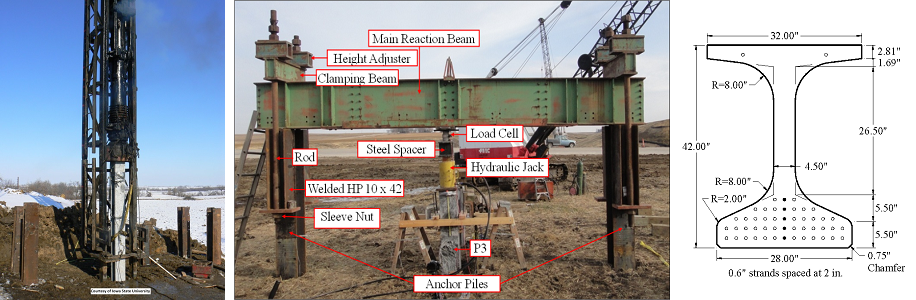 Courtesy of Iowa State University
Main Reaction Beam
Height Adjuster
Clamping Beam
Load Cell
Steel Spacer
Rod
Hydraulic Jack
Welded HP 10 x 42
Sleeve Nut
P3
Anchor Piles
32.00"
2.81"
1.69"
R=8.00"
42.00"
26.50"
4.50"
R=8.00"
R=2.00"
5.50"
5.50"
0.75"
Chamfer
28.00"
0.6" strands spaced at 2 in.